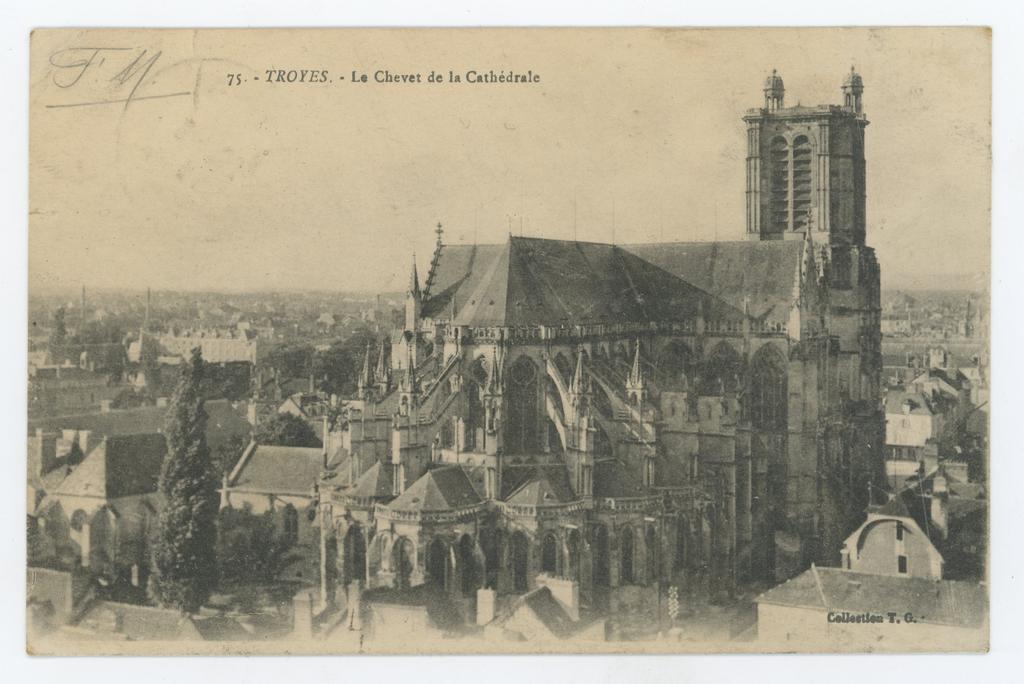 F. M.
75. - TROYES. - Le Chevet de la Cathédrale
Collection T. G.